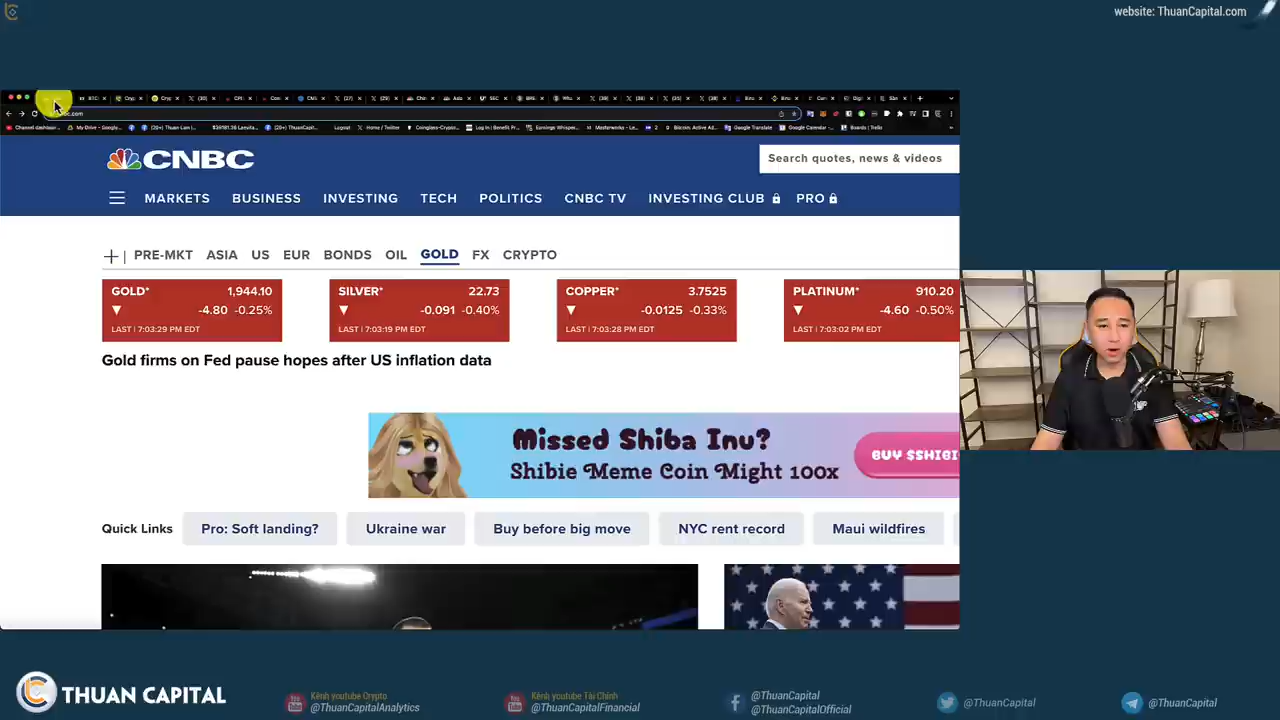 website: ThuanCapital.com
CNBC
Search quotes, news & videos
MARKETS BUSINESS INVESTING TECH POLITICS CNBC TV INVESTING CLUB PRO
PRE-MKT ASIA US EUR BONDS OIL GOLD FX CRYPTO
GOLD* 1,944.10
-4.80 -0.25%
LAST | 7:03:29 PM EDT
SILVER* 22.73
-0.091 -0.40%
LAST | 7:03:19 PM EDT
COPPER* 3.7525
-0.0125 -0.33%
LAST | 7:03:28 PM EDT
PLATINUM* 910.20
-4.60 -0.50%
LAST | 7:03:02 PM EDT
Gold firms on Fed pause hopes after US inflation data
Missed Shiba Inu?
Shibie Meme Coin Might 100x
BUY $SHIBI
Quick Links Pro: Soft landing? Ukraine war Buy before big move NYC rent record Maui wildfires
THUAN CAPITAL
Kênh youtube Crypto
@ThuanCapitalAnalytics
Kênh youtube Tài Chính
@ThuanCapitalFinancial
@ThuanCapital
@ThuanCapitalOfficial
@ThuanCapital
@ThuanCapital